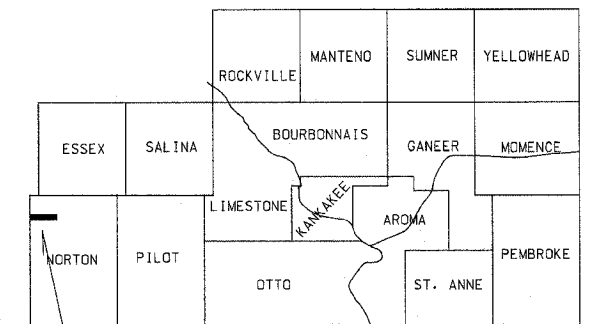 ROCKVILLE MANTENO SUMNER YELLOWHEAD
ESSEX SALINA BOURBONNAIS GANEER MOMENCE
LIMESTONE KANKAKEE AROMA
NORTON PILOT OTTO ST. ANNE PEMBROKE